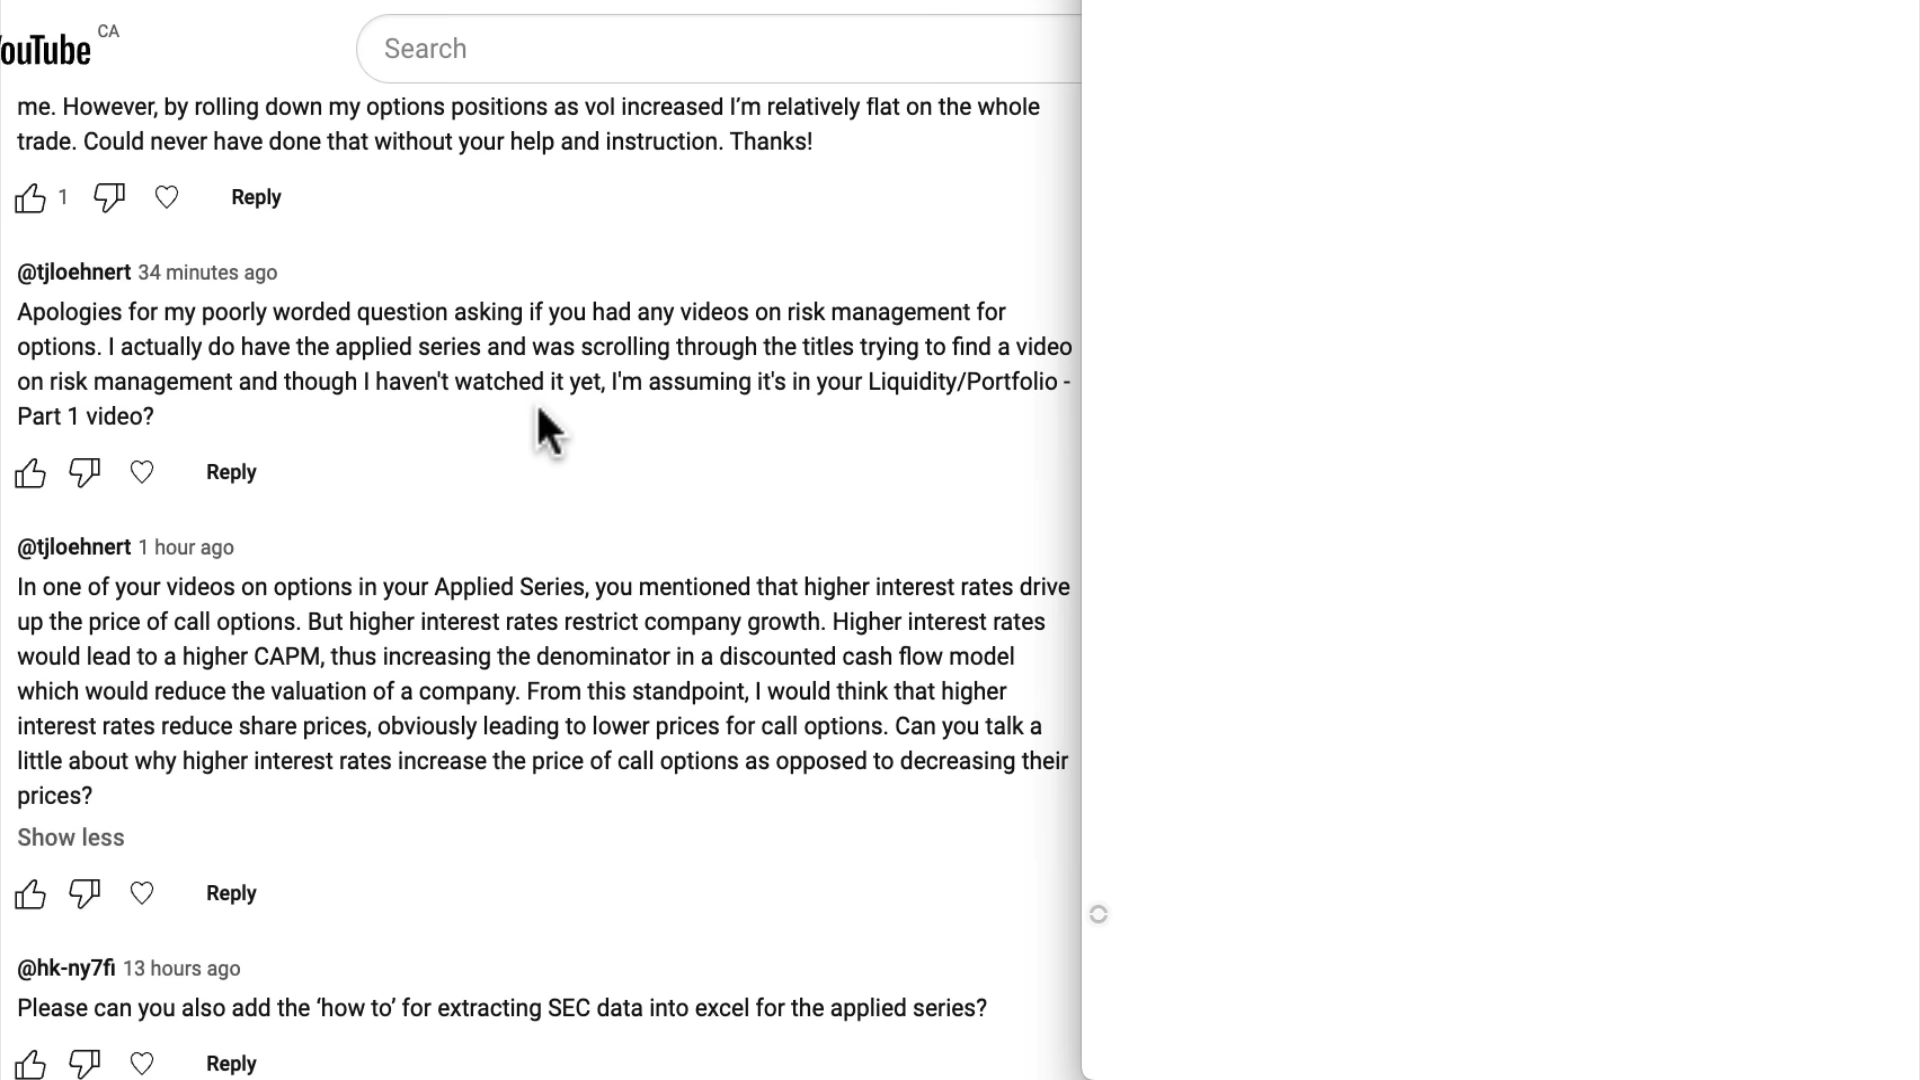 ouTube CA
Search
me. However, by rolling down my options positions as vol increased I’m relatively flat on the whole
trade. Could never have done that without your help and instruction. Thanks!
1 Reply
@tjloehnert 34 minutes ago
Apologies for my poorly worded question asking if you had any videos on risk management for
options. I actually do have the applied series and was scrolling through the titles trying to find a video
on risk management and though I haven't watched it yet, I'm assuming it's in your Liquidity/Portfolio -
Part 1 video?
Reply
@tjloehnert 1 hour ago
In one of your videos on options in your Applied Series, you mentioned that higher interest rates drive
up the price of call options. But higher interest rates restrict company growth. Higher interest rates
would lead to a higher CAPM, thus increasing the denominator in a discounted cash flow model
which would reduce the valuation of a company. From this standpoint, I would think that higher
interest rates reduce share prices, obviously leading to lower prices for call options. Can you talk a
little about why higher interest rates increase the price of call options as opposed to decreasing their
prices?
Show less
Reply
@hk-ny7fi 13 hours ago
Please can you also add the ‘how to’ for extracting SEC data into excel for the applied series?
Reply